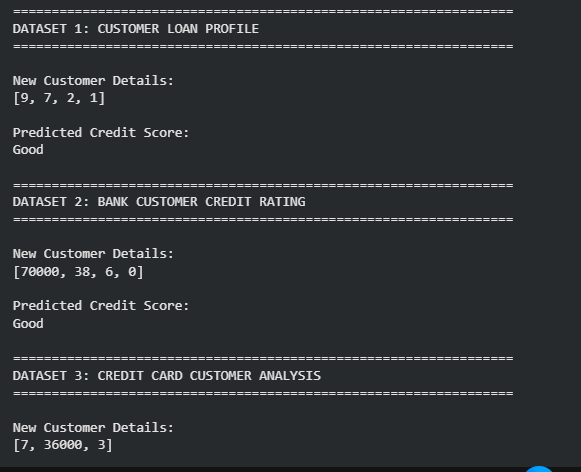 =================================================================
DATASET 1: CUSTOMER LOAN PROFILE
=================================================================
New Customer Details:
[9, 7, 2, 1]
Predicted Credit Score:
Good
=================================================================
DATASET 2: BANK CUSTOMER CREDIT RATING
=================================================================
New Customer Details:
[70000, 38, 6, 0]
Predicted Credit Score:
Good
=================================================================
DATASET 3: CREDIT CARD CUSTOMER ANALYSIS
=================================================================
New Customer Details:
[7, 36000, 3]